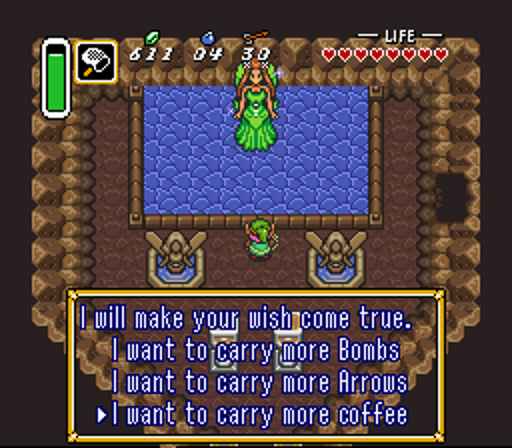 — LIFE —
611 04 30
I will make your wish come true.
I want to carry more Bombs
I want to carry more Arrows
I want to carry more coffee